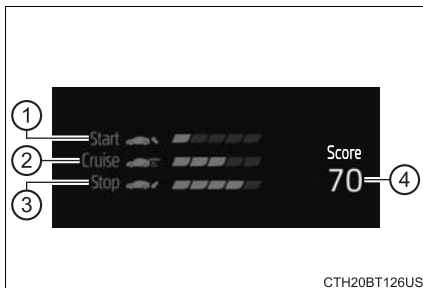 1
Start
2
Cruise
3
Stop
Score
70
4
CTH20BT126US